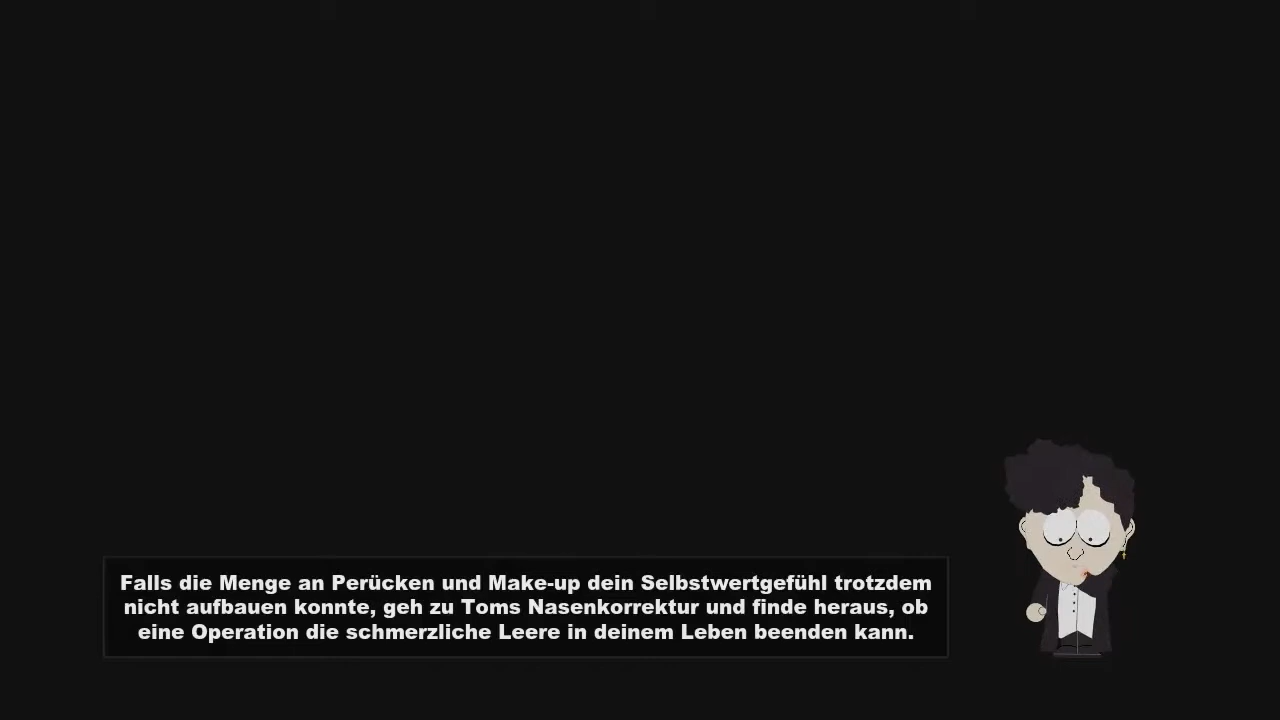 Falls die Menge an Perücken und Make-up dein Selbstwertgefühl trotzdem
nicht aufbauen konnte, geh zu Toms Nasenkorrektur und finde heraus, ob
eine Operation die schmerzliche Leere in deinem Leben beenden kann.